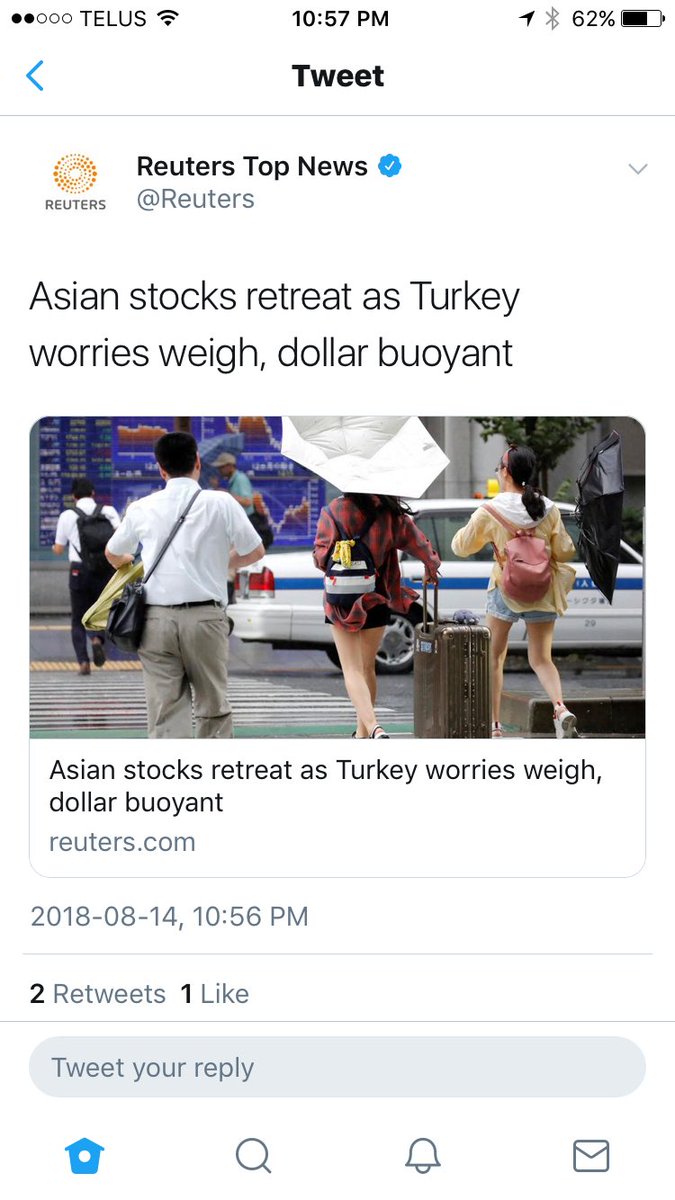 TELUS 10:57 PM 62%
Tweet
Reuters Top News
@Reuters
REUTERS
Asian stocks retreat as Turkey
worries weigh, dollar buoyant
29
Asian stocks retreat as Turkey worries weigh,
dollar buoyant
reuters.com
2018-08-14, 10:56 PM
2 Retweets 1 Like
Tweet your reply